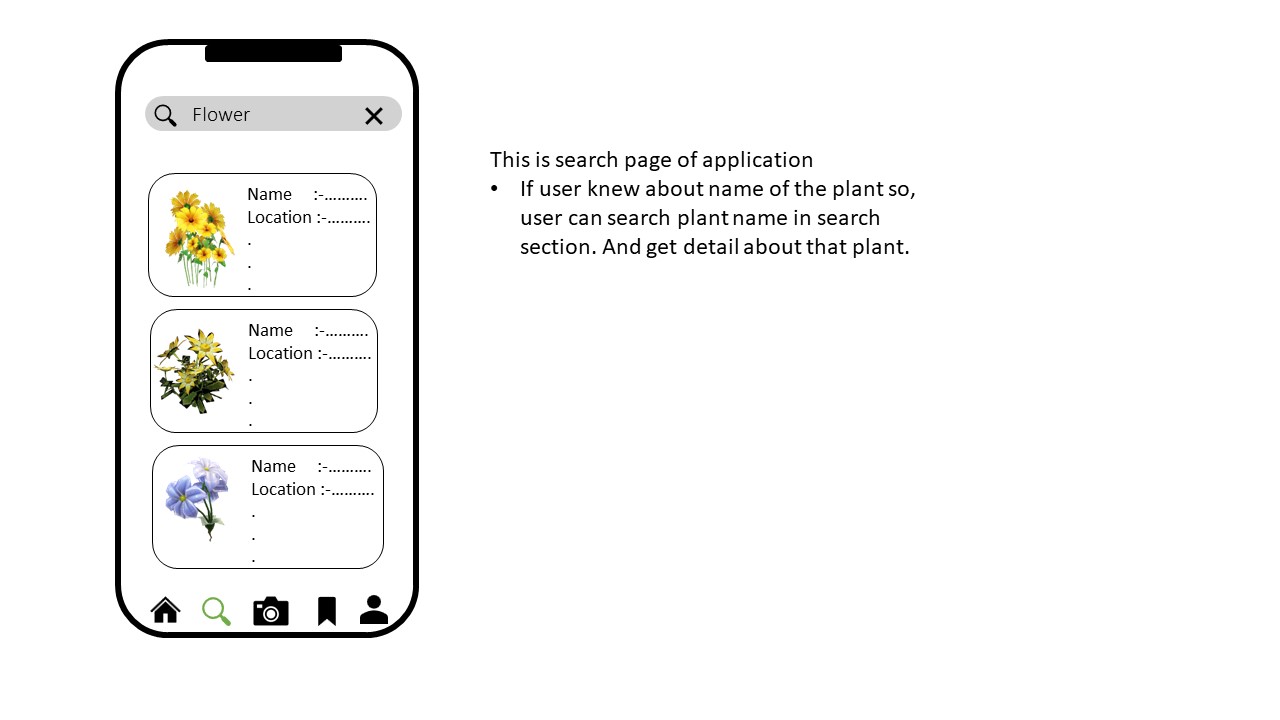 Flower
Name :-..........
Location :-..........
.
.
.
Name :-..........
Location :-..........
.
.
.
Name :-..........
Location :-..........
.
.
.
This is search page of application
• If user knew about name of the plant so,
user can search plant name in search
section. And get detail about that plant.